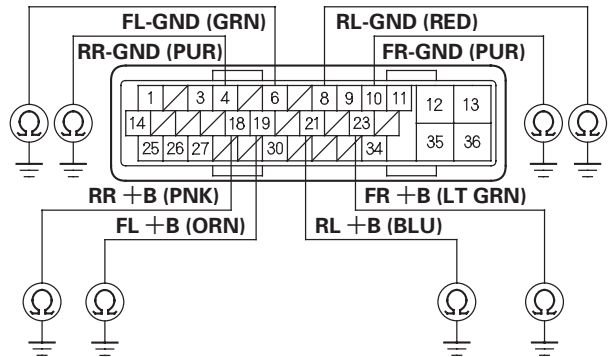 FL-GND (GRN) RL-GND (RED)
RR-GND (PUR) FR-GND (PUR)
1 3 4 6 8 9 10 11 12 13
14 18 19 21 23
25 26 27 30 34 35 36
Ω Ω Ω Ω
RR +B (PNK) FR +B (LT GRN)
FL +B (ORN) RL +B (BLU)
Ω Ω Ω Ω